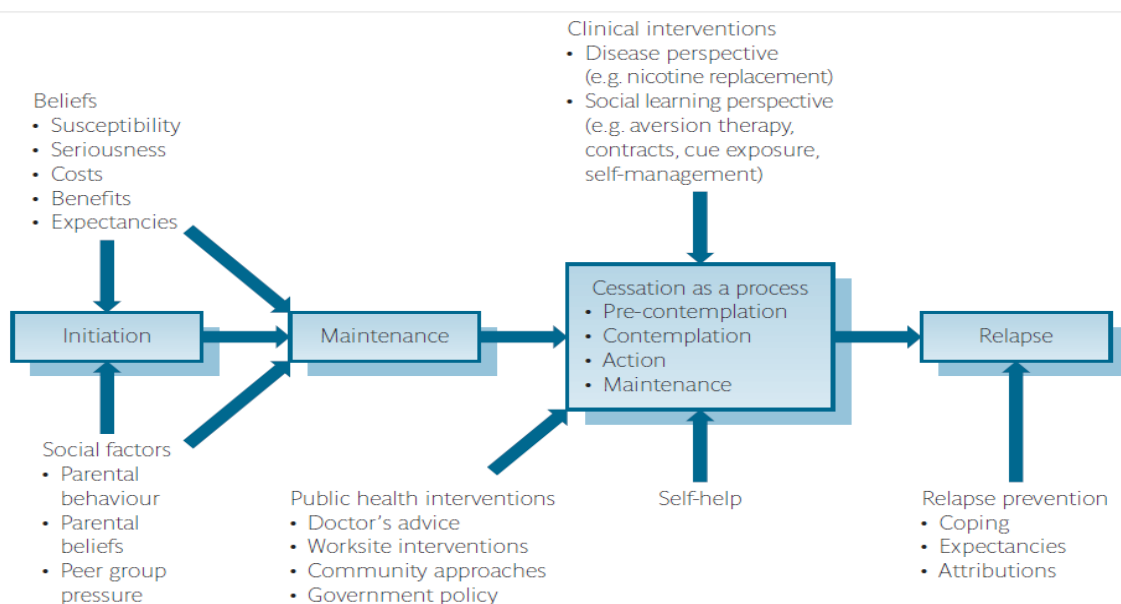 Clinical interventions
• Disease perspective
(e.g. nicotine replacement)
• Social learning perspective
(e.g. aversion therapy,
contracts, cue exposure,
self-management)
Beliefs
• Susceptibility
• Seriousness
• Costs
• Benefits
• Expectancies
Initiation
Maintenance
Cessation as a process
• Pre-contemplation
• Contemplation
• Action
• Maintenance
Relapse
Social factors
• Parental
behaviour
• Parental
beliefs
• Peer group
pressure
Public health interventions
• Doctor's advice
• Worksite interventions
• Community approaches
• Government policy
Self-help
Relapse prevention
• Coping
• Expectancies
• Attributions